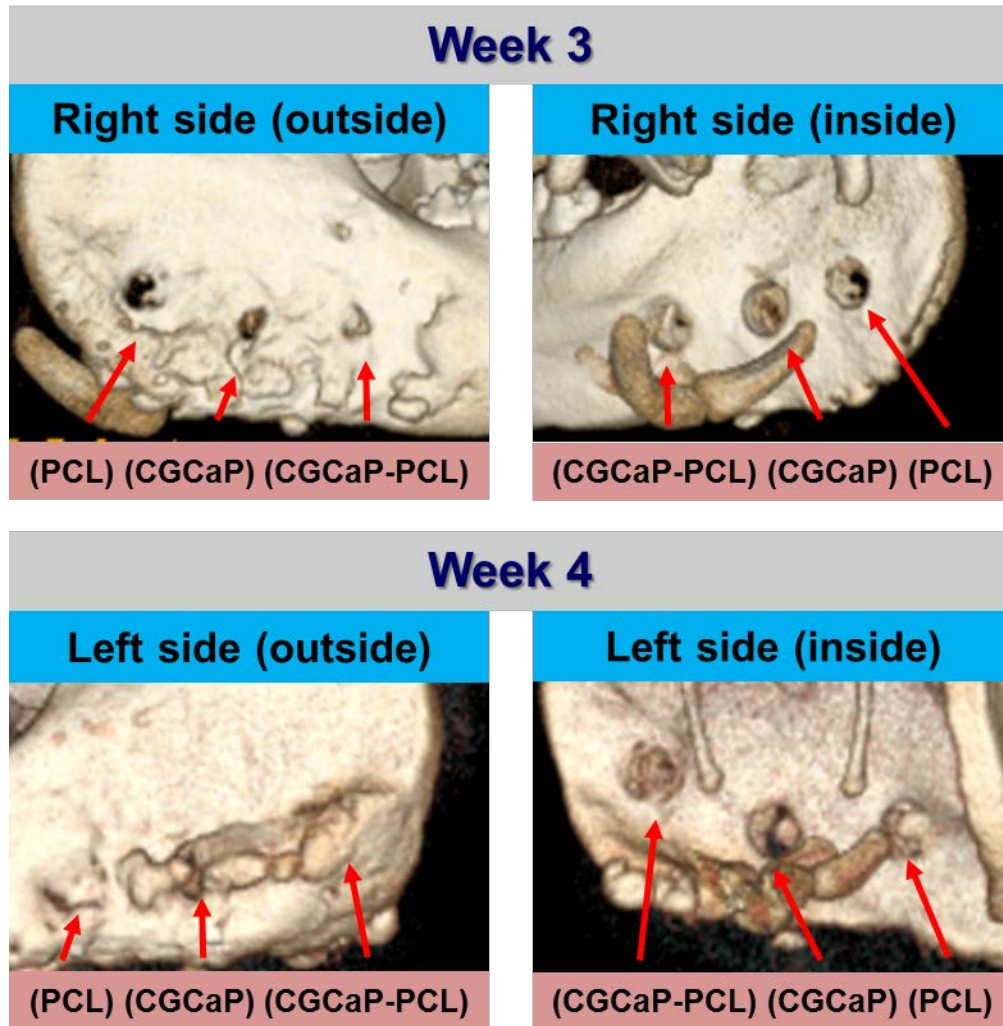 Week 3
Right side (outside)
Right side (inside)
(PCL) (CGCaP) (CGCaP-PCL)
(CGCaP-PCL) (CGCaP) (PCL)
Week 4
Left side (outside)
Left side (inside)
(PCL) (CGCaP) (CGCaP-PCL)
(CGCaP-PCL) (CGCaP) (PCL)